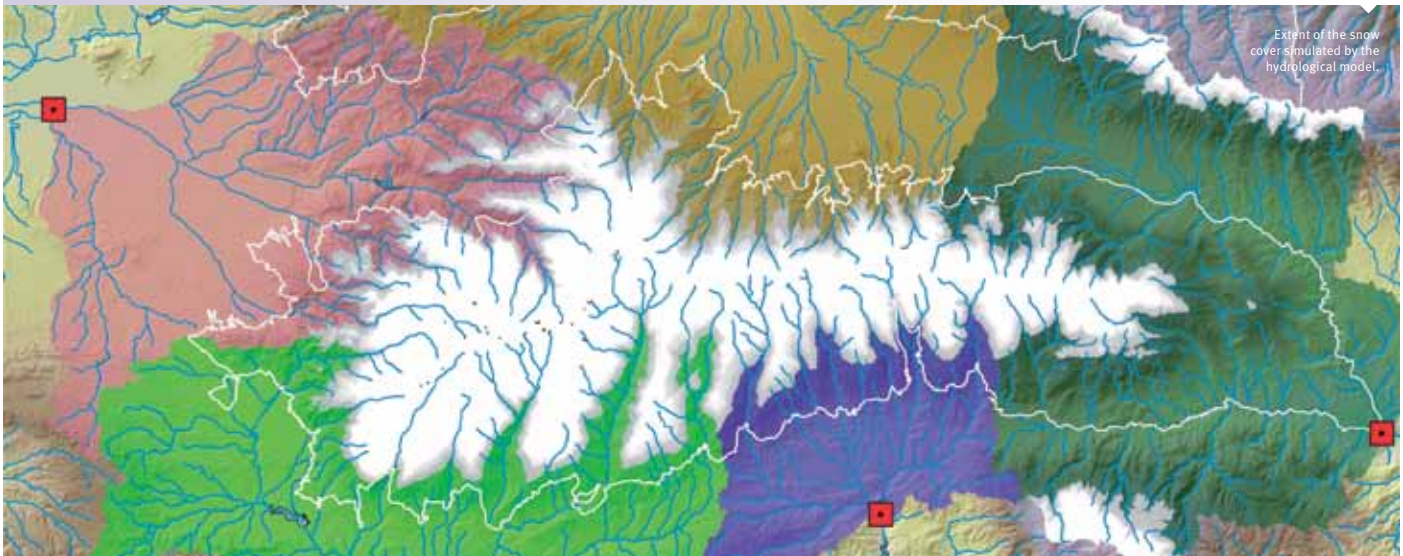 Extent of the snow
cover simulated by the
hydrological model.